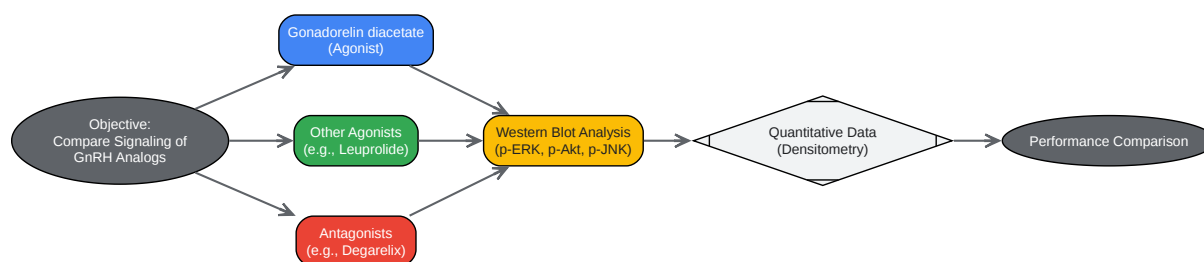 Gonadorelin diacetate
(Agonist)
Objective:
Compare Signaling of
GnRH Analogs
Other Agonists
(e.g., Leuprolide)
Antagonists
(e.g., Degarelix)
Western Blot Analysis
(p-ERK, p-Akt, p-JNK)
Quantitative Data
(Densitometry)
Performance Comparison